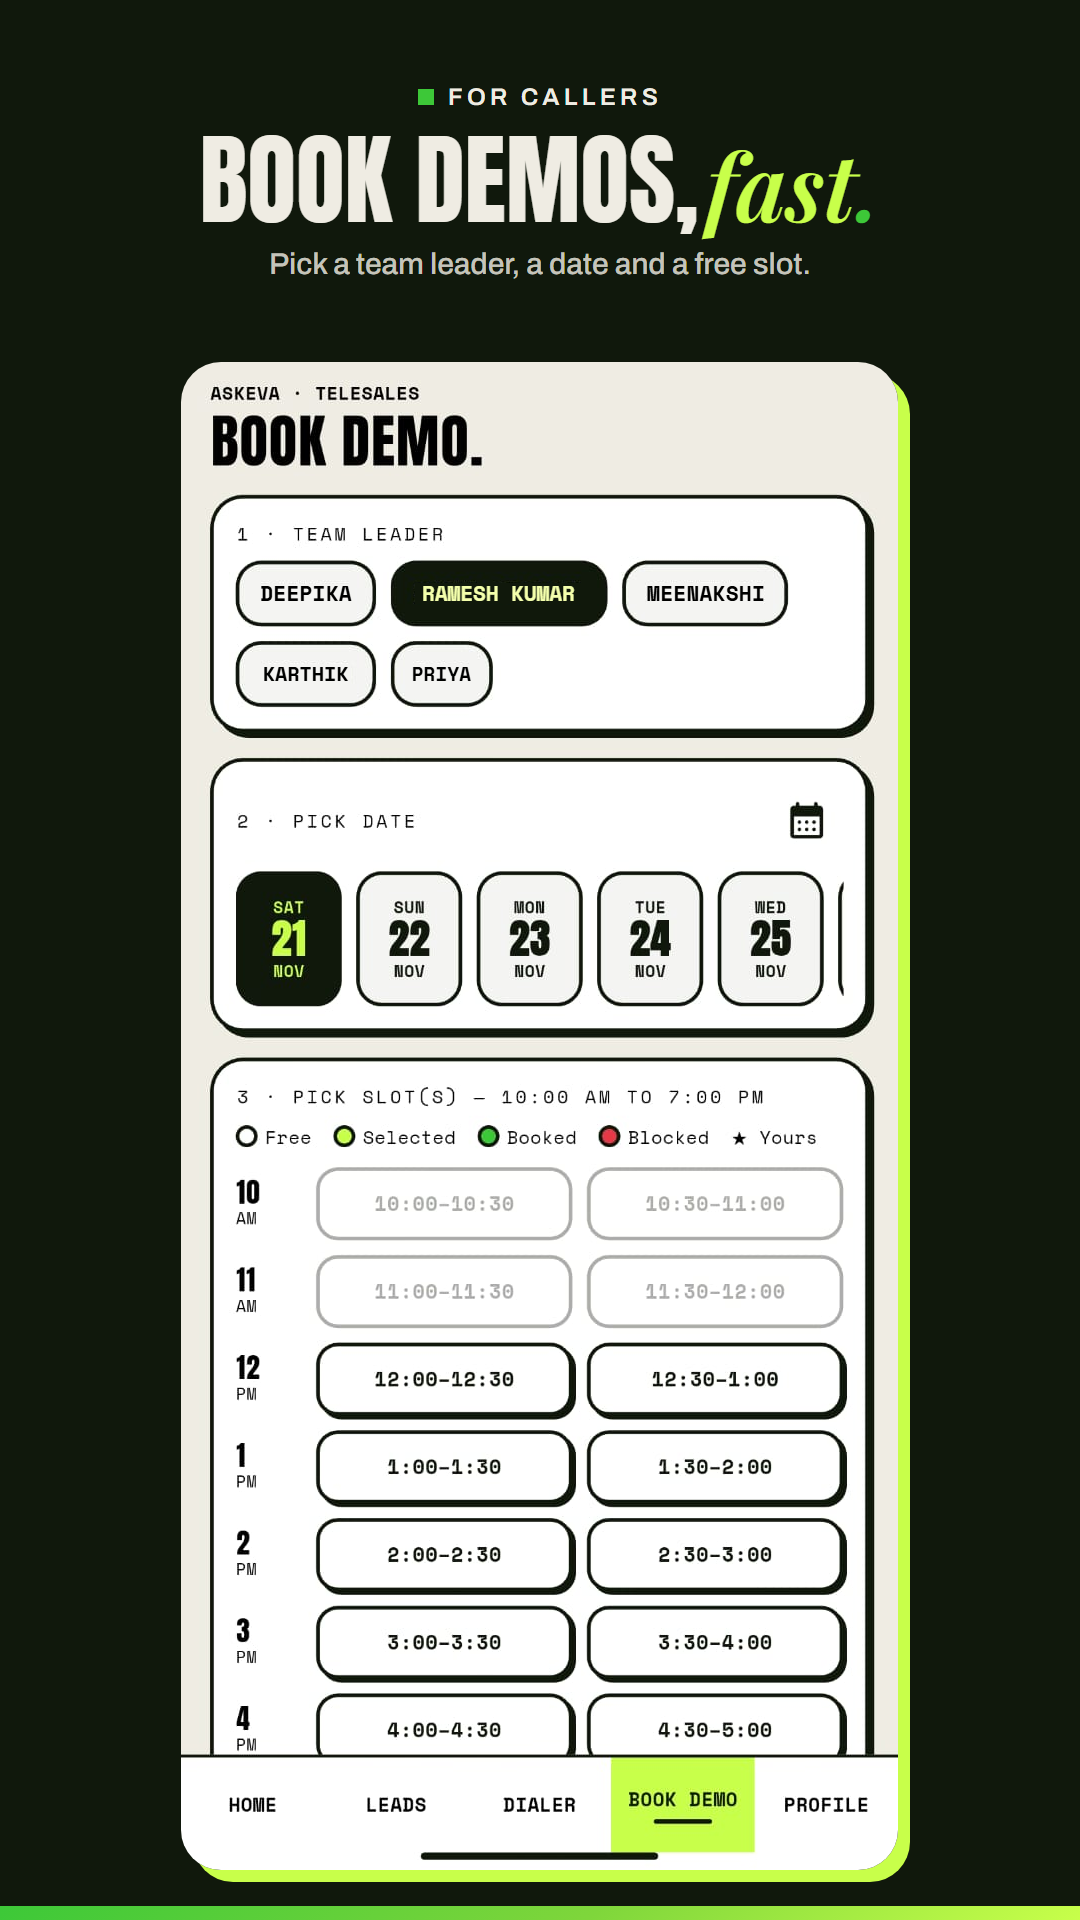 FOR CALLERS
BOOK DEMOS, fast.
Pick a team leader, a date and a free slot.
ASKEVA · TELESALES
BOOK DEMO.
1 · TEAM LEADER
DEEPIKA RAMESH KUMAR MEENAKSHI
KARTHIK PRIYA
2 · PICK DATE
SAT SUN MON TUE WED
21 22 23 24 25
NOV NOV NOV NOV NOV
3 · PICK SLOT(S) – 10:00 AM TO 7:00 PM
Free Selected Booked Blocked ★ Yours
10 AM 10:00–10:30 10:30–11:00
11 AM 11:00–11:30 11:30–12:00
12 PM 12:00–12:30 12:30–1:00
1 PM 1:00–1:30 1:30–2:00
2 PM 2:00–2:30 2:30–3:00
3 PM 3:00–3:30 3:30–4:00
4 PM 4:00–4:30 4:30–5:00
HOME LEADS DIALER BOOK DEMO PROFILE